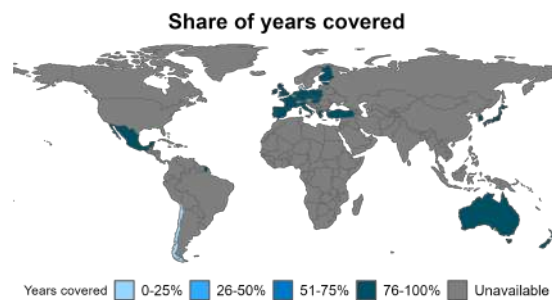 Share of years covered
Years covered 0-25% 26-50% 51-75% 76-100% Unavailable